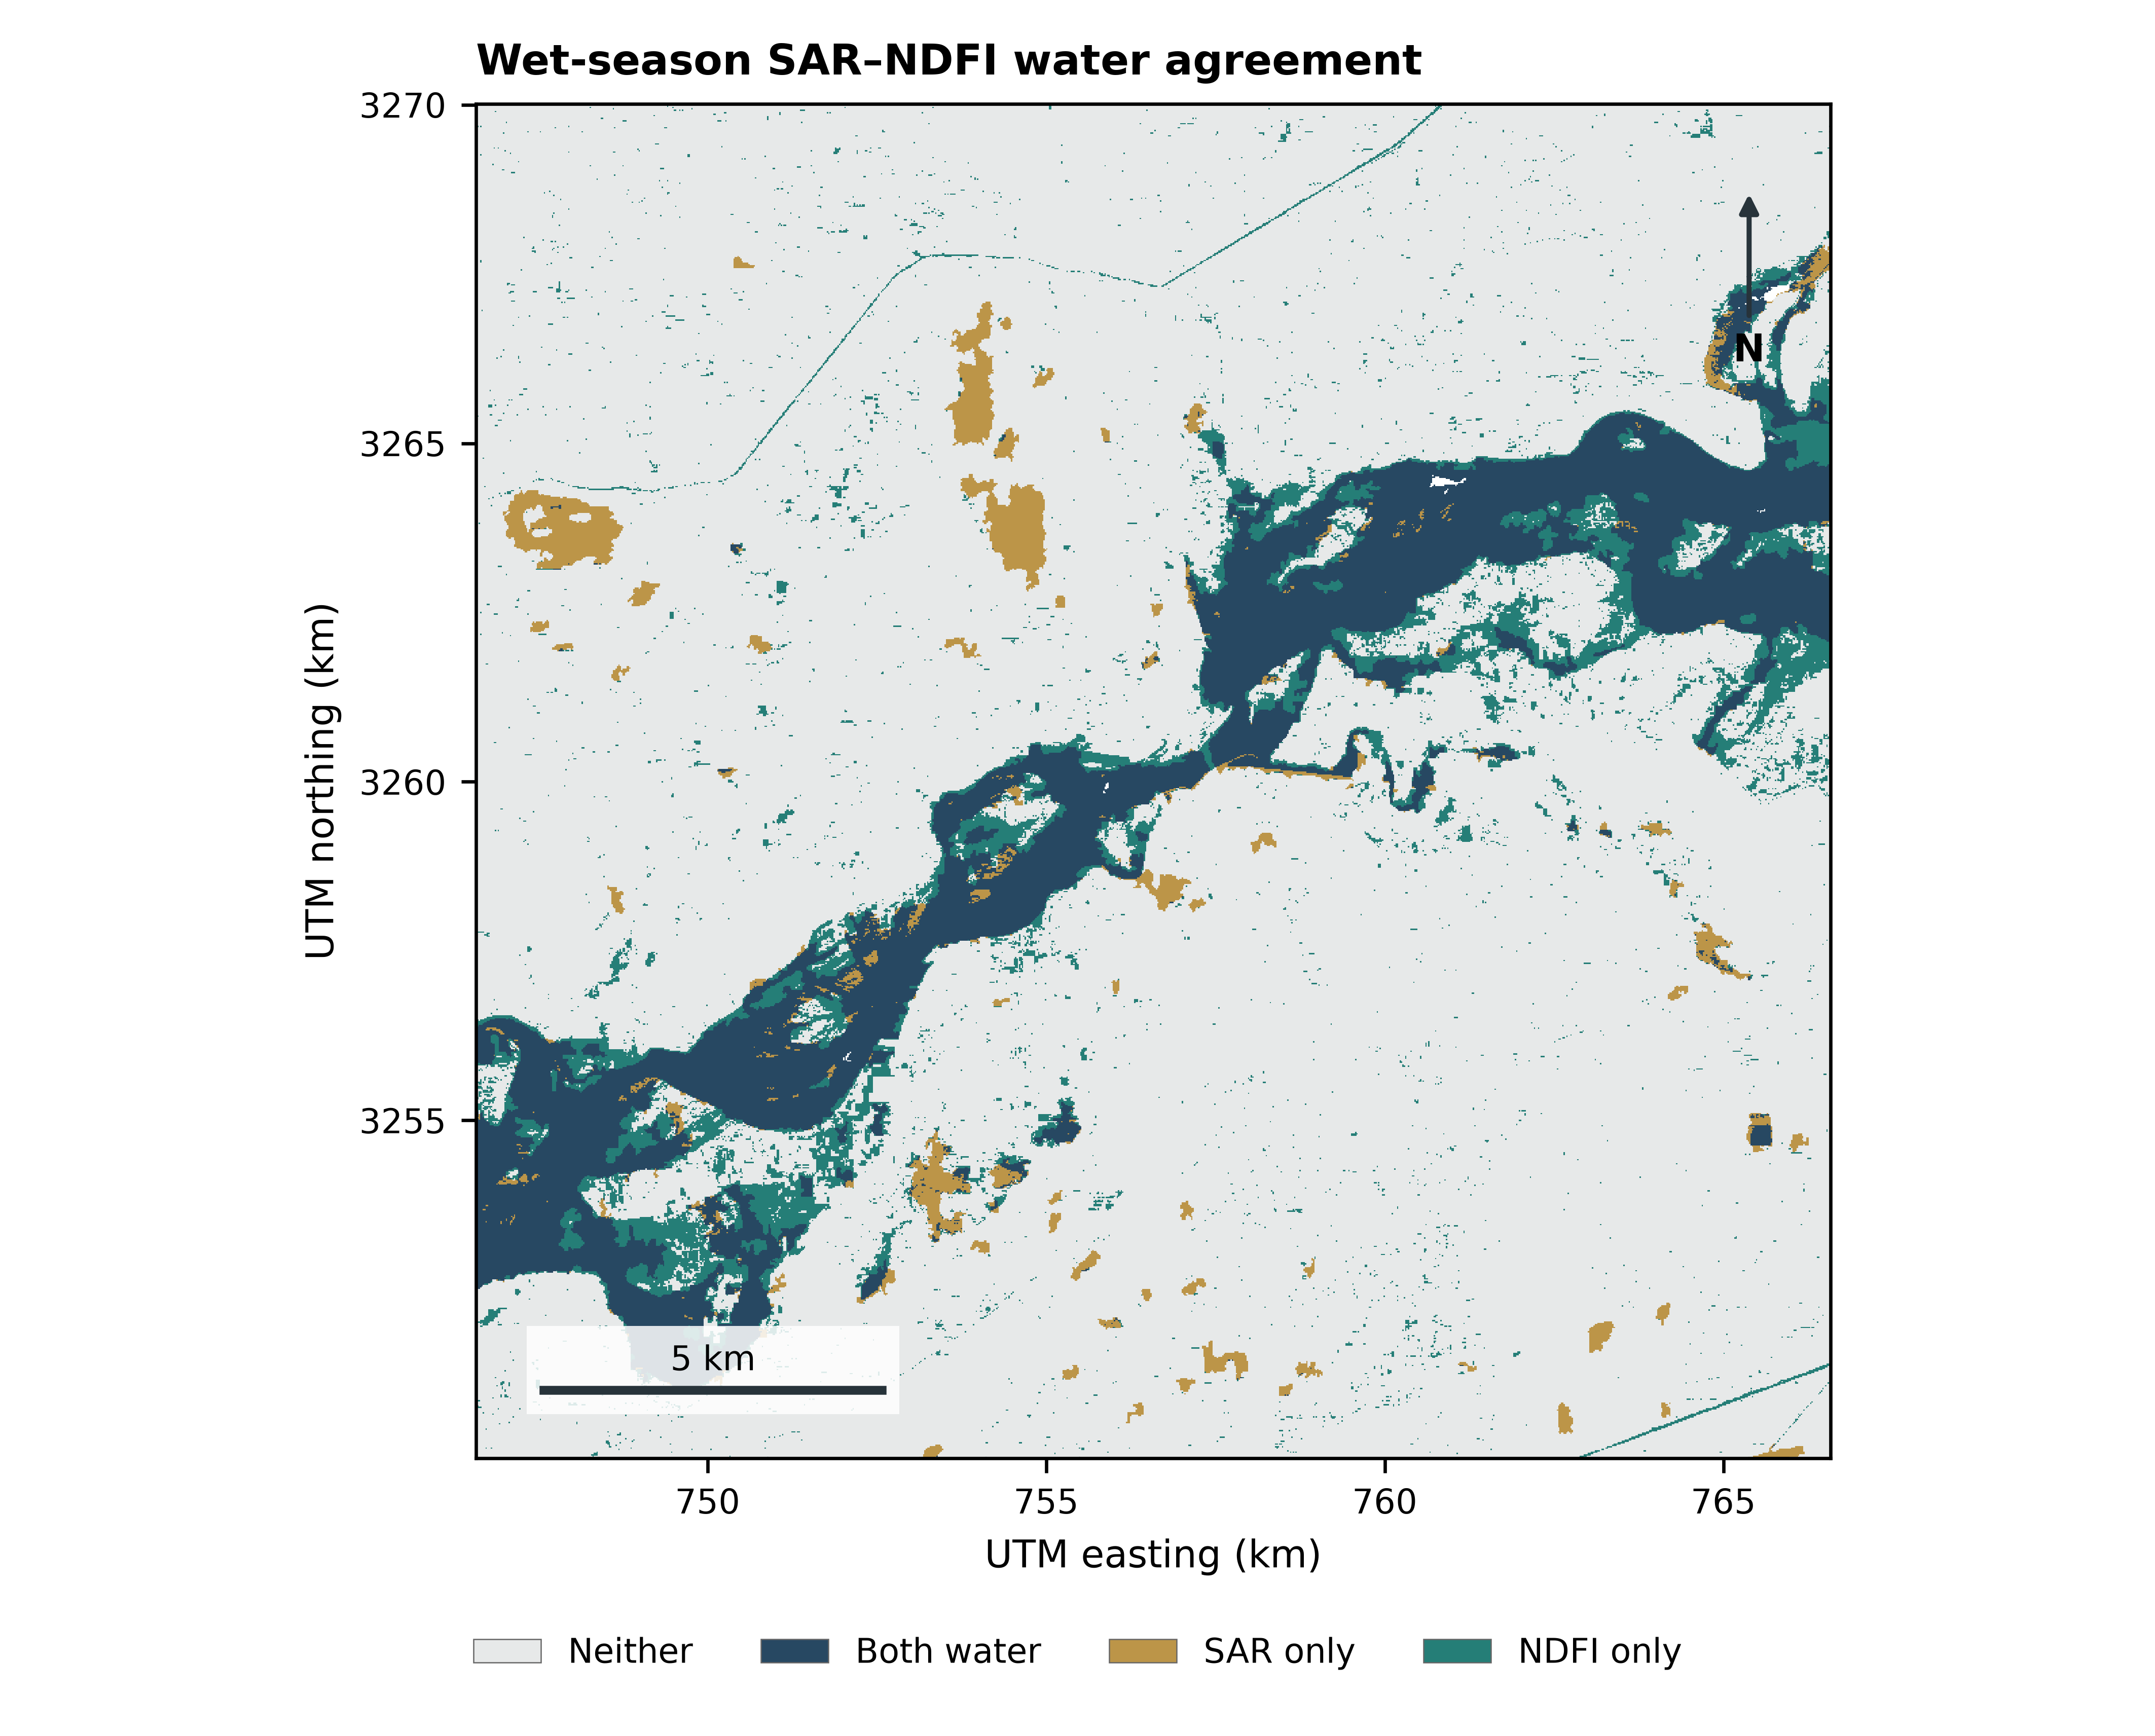 Wet-season SAR–NDFI water agreement
3270
3265
3260
3255
UTM northing (km)
N
5 km
750 755 760 765
UTM easting (km)
Neither Both water SAR only NDFI only